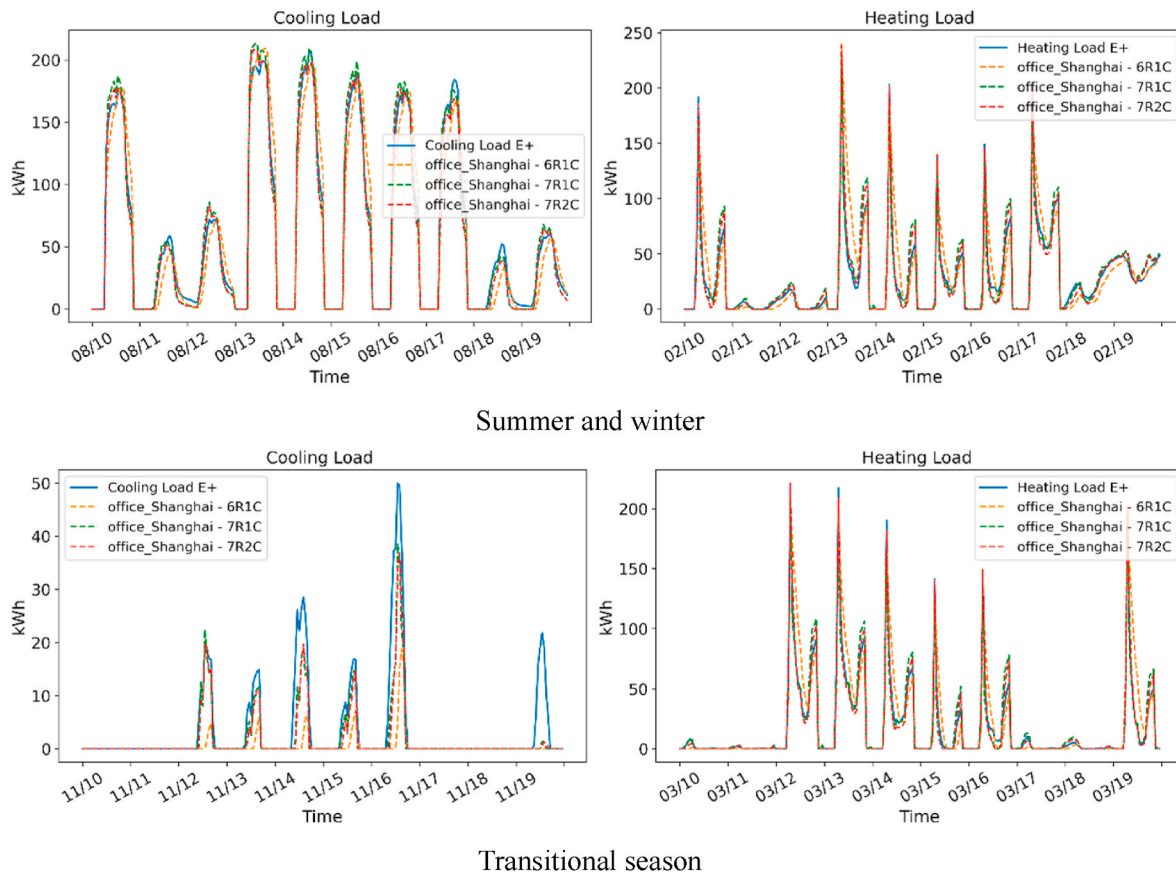 Cooling Load
kWh
200
150
100
50
0
08/10
08/11
08/12
08/13
08/14
08/15
08/16
08/17
08/18
08/19
Time
Cooling Load E+
office_Shanghai - 6R1C
office_Shanghai - 7R1C
office_Shanghai - 7R2C
Heating Load
kWh
250
200
150
100
50
0
02/10
02/11
02/12
02/13
02/14
02/15
02/16
02/17
02/18
02/19
Time
Heating Load E+
office_Shanghai - 6R1C
office_Shanghai - 7R1C
office_Shanghai - 7R2C
Summer and winter
Cooling Load
kWh
50
40
30
20
10
0
11/10
11/11
11/12
11/13
11/14
11/15
11/16
11/17
11/18
11/19
Time
Cooling Load E+
office_Shanghai - 6R1C
office_Shanghai - 7R1C
office_Shanghai - 7R2C
Heating Load
kWh
200
150
100
50
0
03/10
03/11
03/12
03/13
03/14
03/15
03/16
03/17
03/18
03/19
Time
Heating Load E+
office_Shanghai - 6R1C
office_Shanghai - 7R1C
office_Shanghai - 7R2C
Transitional season